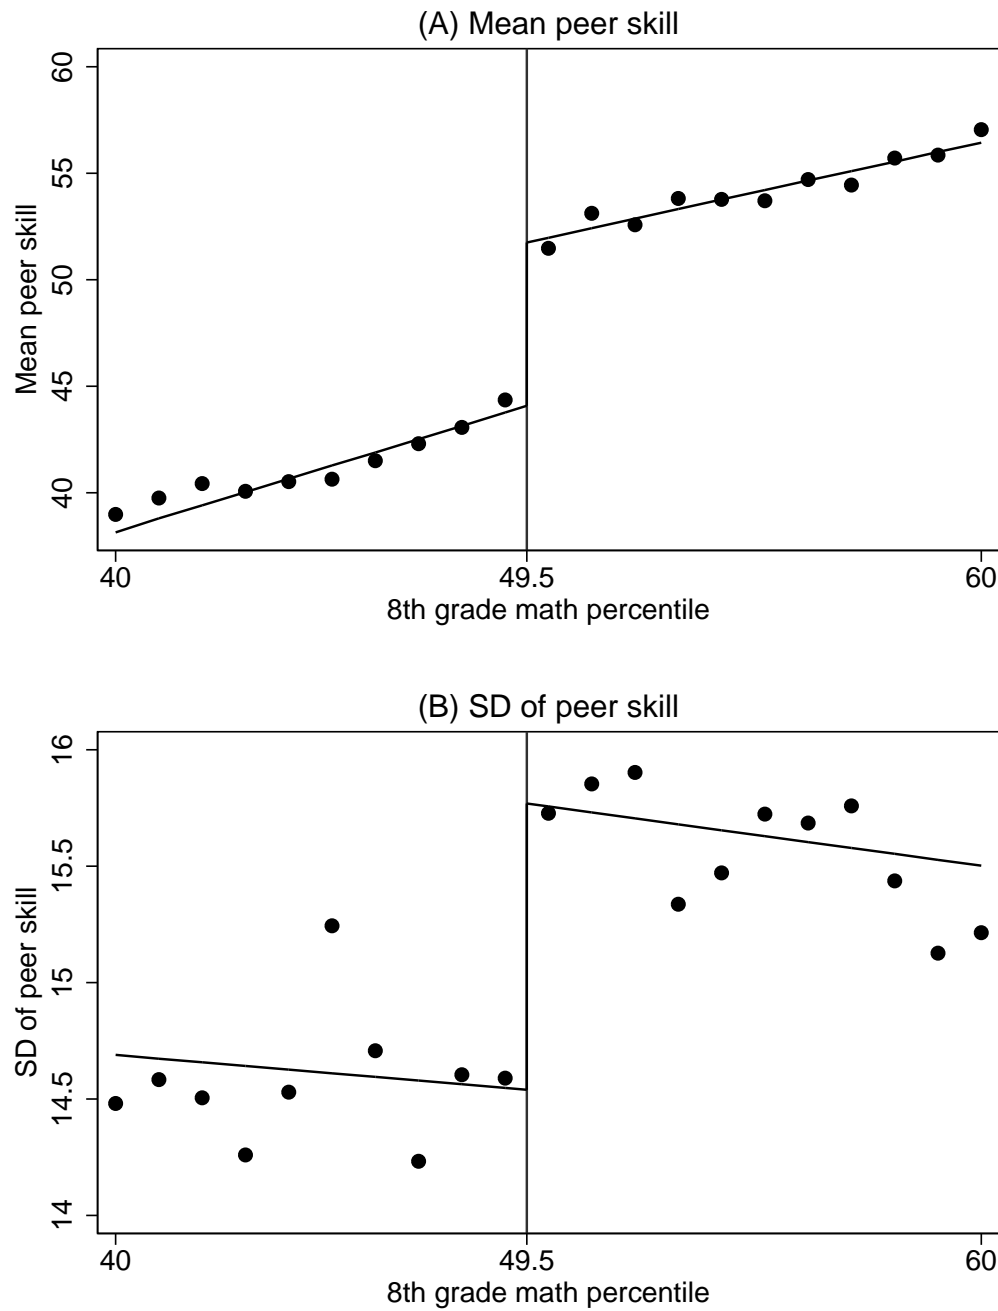 (A) Mean peer skill
Mean peer skill
60
55
50
45
40
40 49.5 60
8th grade math percentile
(B) SD of peer skill
SD of peer skill
16
15.5
15
14.5
14
40 49.5 60
8th grade math percentile